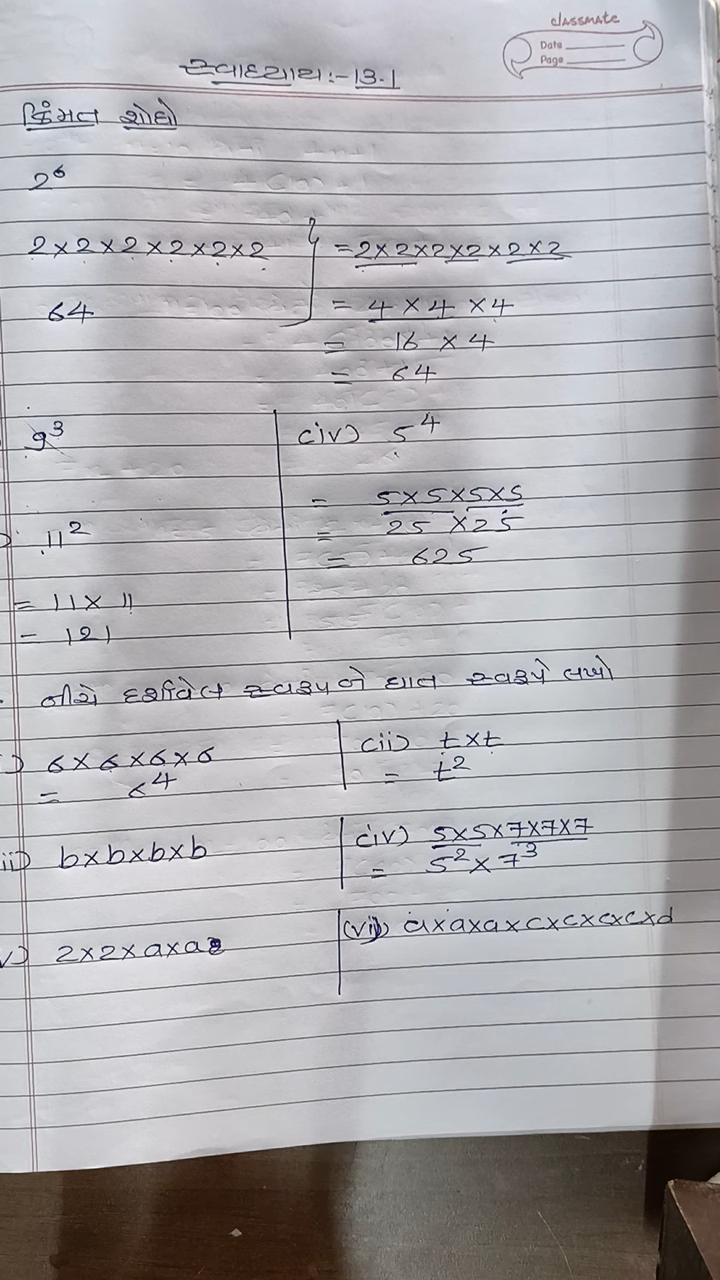 classmate
Date
Page
સ્વાધ્યાય :- 13.1
કિંમત શોધો
2⁶
2×2×2×2×2×2
= 2×2×2×2×2×2
64
= 4 × 4 × 4
= 16 × 4
= 64
9³
(iv) 5⁴
= 5×5×5×5
= 25 × 25
= 625
11²
= 11 × 11
= 121
નીચે દર્શાવેલ સ્વરૂપને ઘાત સ્વરૂપે લખો
) 6×6×6×6
= 6⁴
(ii) t×t
= t²
ii) b×b×b×b
(iv) 5×5×7×7×7
= 5² × 7³
v) 2×2×a×a
(vi) a×a×a×c×c×c×c×d